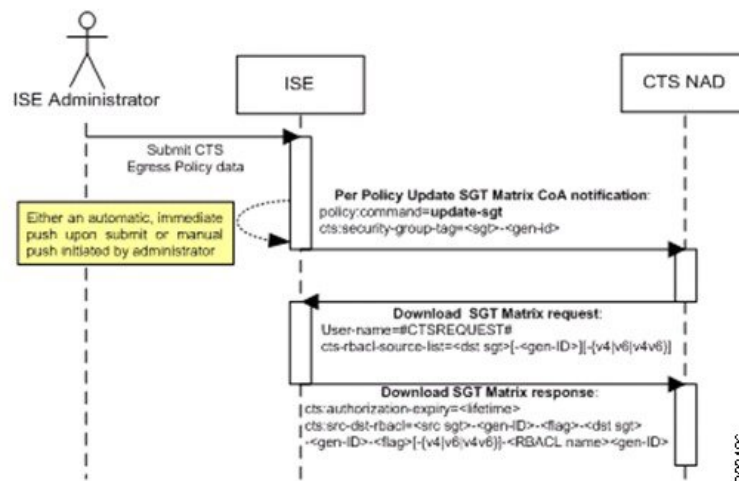 ISE Administrator
ISE
CTS NAD
Submit CTS
Egress Policy data
Either an automatic, immediate
push upon submit or manual
push initiated by administrator
Per Policy Update SGT Matrix CoA notification:
policy:command=update-sgt
cts:security-group-tag=<sgt>-<gen-id>
Download SGT Matrix request:
User-name=#CTSREQUEST#
cts-rbacl-source-list=<dst sgt>[-<gen-ID>][-{v4|v6|v4v6}]
Download SGT Matrix response:
cts:authorization-expiry=<lifetime>
cts:src-dst-rbacl=<src sgt>-<gen-ID>-<flag>-<dst sgt>
-<gen-ID>-<flag>[-{v4|v6|v4v6}]-<RBACL name><gen-ID>